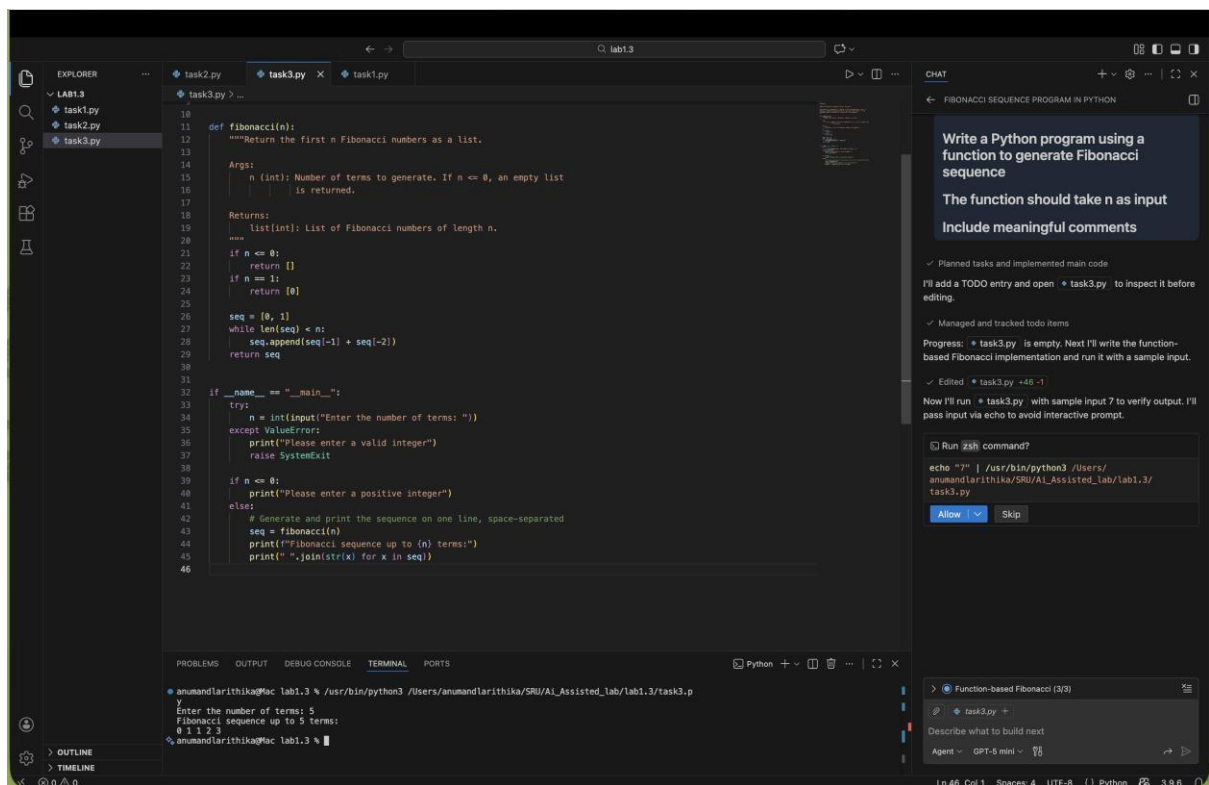 lab1.3
EXPLORER
LAB1.3
task1.py
task2.py
task3.py
task2.py
task3.py
task1.py
task3.py > ...
10
11 def fibonacci(n):
12 """Return the first n Fibonacci numbers as a list.
13
14 Args:
15 n (int): Number of terms to generate. If n <= 0, an empty list
16 is returned.
17
18 Returns:
19 list[int]: List of Fibonacci numbers of length n.
20 """
21 if n <= 0:
22 return []
23 if n == 1:
24 return [0]
25
26 seq = [0, 1]
27 while len(seq) < n:
28 seq.append(seq[-1] + seq[-2])
29 return seq
30
31
32 if __name__ == "__main__":
33 try:
34 n = int(input("Enter the number of terms: "))
35 except ValueError:
36 print("Please enter a valid integer")
37 raise SystemExit
38
39 if n <= 0:
40 print("Please enter a positive integer")
41 else:
42 # Generate and print the sequence on one line, space-separated
43 seq = fibonacci(n)
44 print(f"Fibonacci sequence up to {n} terms:")
45 print(" ".join(str(x) for x in seq))
46
PROBLEMS OUTPUT DEBUG CONSOLE TERMINAL PORTS
Python
anumandlarithika@Mac lab1.3 % /usr/bin/python3 /Users/anumandlarithika/SRU/Ai_Assisted_lab/lab1.3/task3.p
y
Enter the number of terms: 5
Fibonacci sequence up to 5 terms:
0 1 1 2 3
anumandlarithika@Mac lab1.3 %
OUTLINE
TIMELINE
CHAT
FIBONACCI SEQUENCE PROGRAM IN PYTHON
Write a Python program using a
function to generate Fibonacci
sequence
The function should take n as input
Include meaningful comments
Planned tasks and implemented main code
I'll add a TODO entry and open task3.py to inspect it before
editing.
Managed and tracked todo items
Progress: task3.py is empty. Next I'll write the function-
based Fibonacci implementation and run it with a sample input.
Edited task3.py +46 -1
Now I'll run task3.py with sample input 7 to verify output. I'll
pass input via echo to avoid interactive prompt.
Run zsh command?
echo "7" | /usr/bin/python3 /Users/
anumandlarithika/SRU/Ai_Assisted_lab/lab1.3/
task3.py
Allow Skip
Function-based Fibonacci (3/3)
task3.py
Describe what to build next
Agent GPT-5 mini
0 0
Ln 46, Col 1 Spaces: 4 UTF-8 {} Python 3.9.6